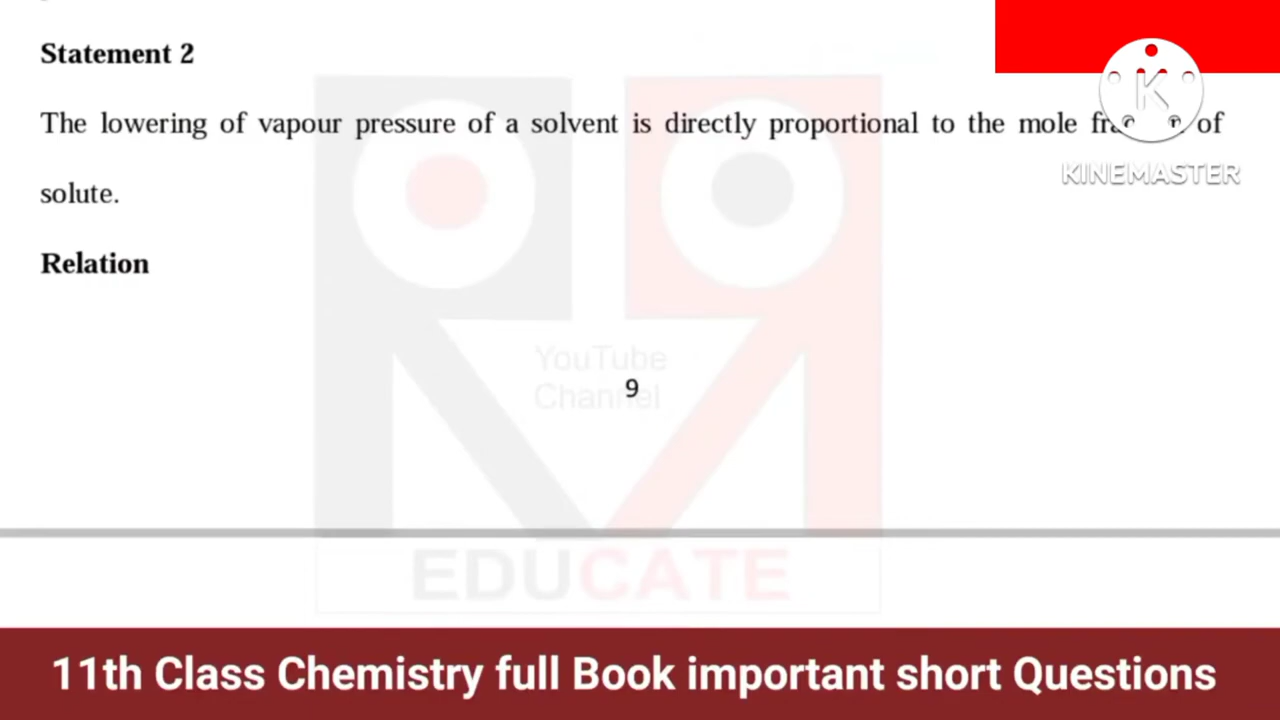 Statement 2
The lowering of vapour pressure of a solvent is directly proportional to the mole of
solute.
KINEMASTER
Relation
YouTube
Channel
9
EDUCATE
11th Class Chemistry full Book important short Questions